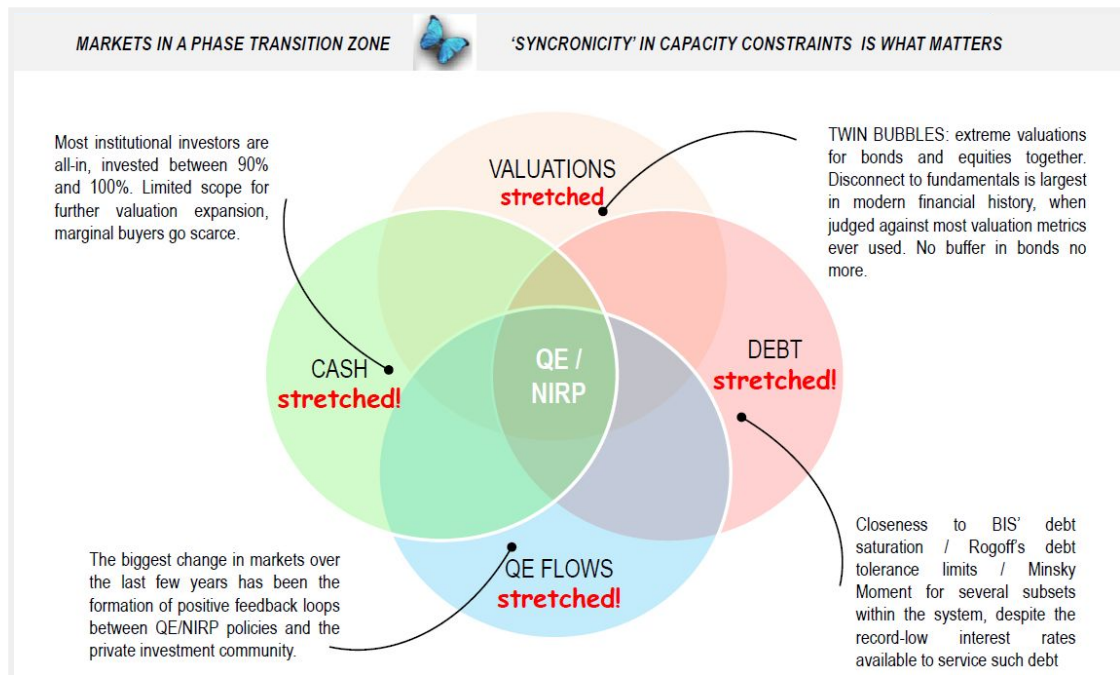 MARKETS IN A PHASE TRANSITION ZONE
'SYNCRONICITY' IN CAPACITY CONSTRAINTS IS WHAT MATTERS
Most institutional investors are
all-in, invested between 90%
and 100%. Limited scope for
further valuation expansion,
marginal buyers go scarce.
VALUATIONS
stretched
TWIN BUBBLES: extreme valuations
for bonds and equities together.
Disconnect to fundamentals is largest
in modern financial history, when
judged against most valuation metrics
ever used. No buffer in bonds no
more.
CASH
stretched!
QE /
NIRP
DEBT
stretched!
The biggest change in markets over
the last few years has been the
formation of positive feedback loops
between QE/NIRP policies and the
private investment community.
QE FLOWS
stretched!
Closeness to BIS' debt
saturation / Rogoff's debt
tolerance limits / Minsky
Moment for several subsets
within the system, despite the
record-low interest rates
available to service such debt